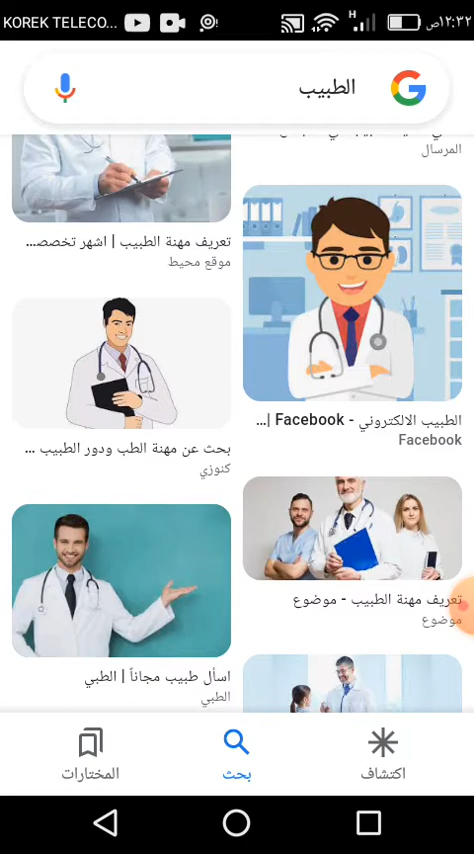 KOREK TELECO...
H
١٢:٣٢ص
الطبيب
المرسال
تعريف مهنة الطبيب | اشهر تخصصـ...
موقع محيط
الطبيب الالكتروني - Facebook |...
Facebook
بحث عن مهنة الطب ودور الطبيب ...
كنوزي
تعريف مهنة الطبيب - موضوع
موضوع
اسأل طبيب مجاناً | الطبي
الطبي
اكتشاف
بحث
المختارات